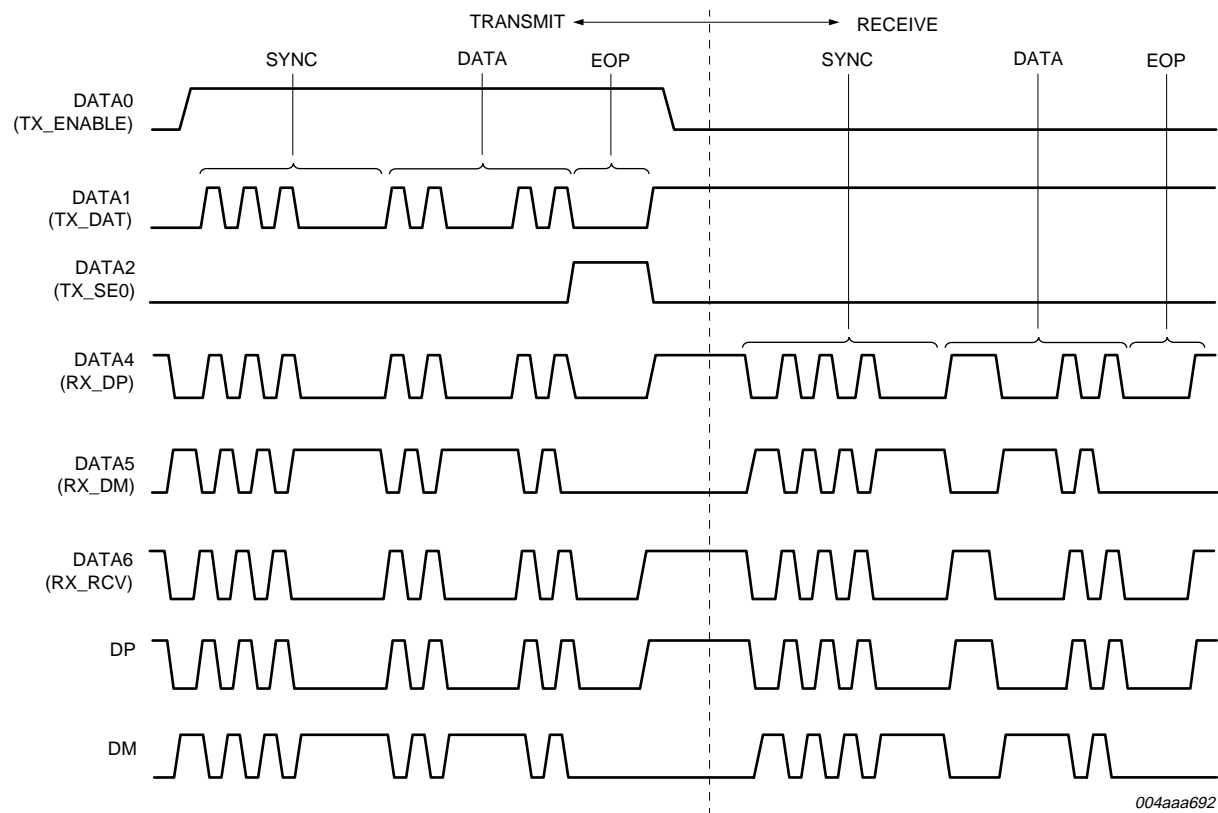 TRANSMIT
RECEIVE
SYNC
DATA
EOP
SYNC
DATA
EOP
DATA0
(TX_ENABLE)
DATA1
(TX_DAT)
DATA2
(TX_SE0)
DATA4
(RX_DP)
DATA5
(RX_DM)
DATA6
(RX_RCV)
DP
DM
004aaa692